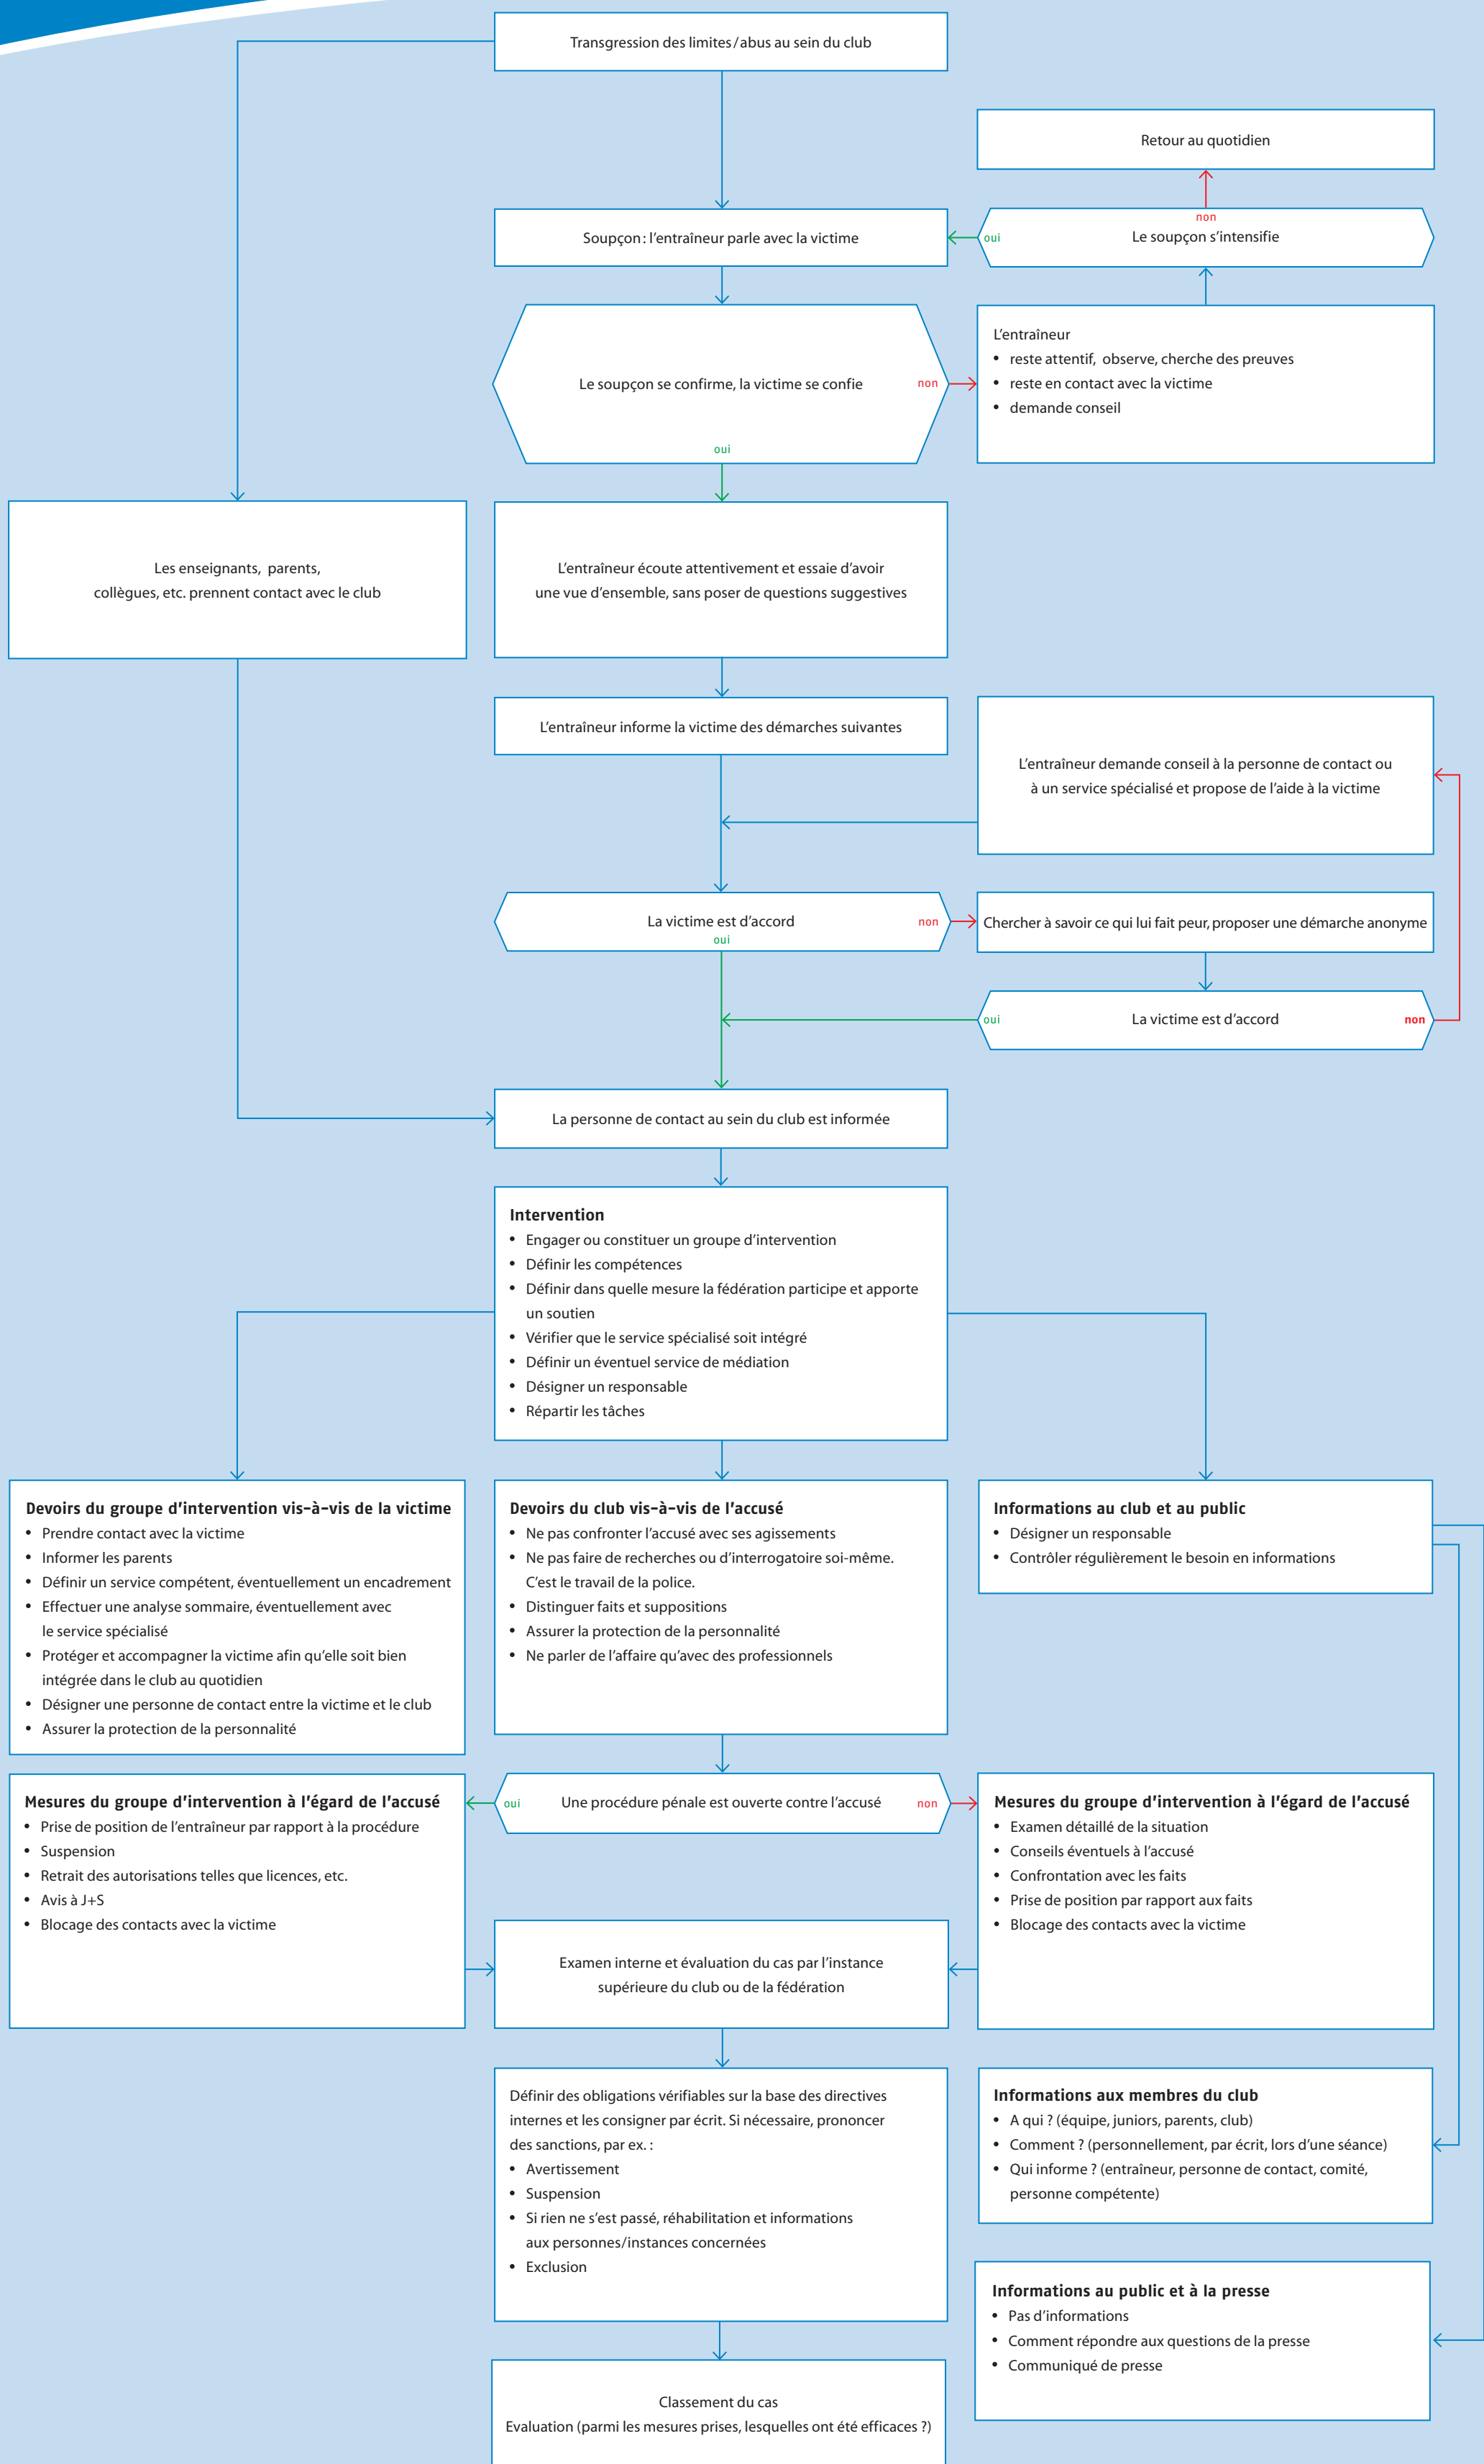 Transgression des limites/abus au sein du club
Retour au quotidien
non
oui
Le soupçon s'intensifie
Soupçon: l'entraîneur parle avec la victime
L'entraîneur
• reste attentif, observe, cherche des preuves
• reste en contact avec la victime
• demande conseil
Le soupçon se confirme, la victime se confie
non
oui
Les enseignants, parents,
collègues, etc. prennent contact avec le club
L'entraîneur écoute attentivement et essaie d'avoir
une vue d'ensemble, sans poser de questions suggestives
L'entraîneur informe la victime des démarches suivantes
L'entraîneur demande conseil à la personne de contact ou
à un service spécialisé et propose de l'aide à la victime
La victime est d'accord
non
oui
Chercher à savoir ce qui lui fait peur, proposer une démarche anonyme
oui
La victime est d'accord
non
La personne de contact au sein du club est informée
Intervention
• Engager ou constituer un groupe d'intervention
• Définir les compétences
• Définir dans quelle mesure la fédération participe et apporte
un soutien
• Vérifier que le service spécialisé soit intégré
• Définir un éventuel service de médiation
• Désigner un responsable
• Répartir les tâches
Devoirs du groupe d'intervention vis-à-vis de la victime
• Prendre contact avec la victime
• Informer les parents
• Définir un service compétent, éventuellement un encadrement
• Effectuer une analyse sommaire, éventuellement avec
le service spécialisé
• Protéger et accompagner la victime afin qu'elle soit bien
intégrée dans le club au quotidien
• Désigner une personne de contact entre la victime et le club
• Assurer la protection de la personnalité
Devoirs du club vis-à-vis de l'accusé
• Ne pas confronter l'accusé avec ses agissements
• Ne pas faire de recherches ou d'interrogatoire soi-même.
C'est le travail de la police.
• Distinguer faits et suppositions
• Assurer la protection de la personnalité
• Ne parler de l'affaire qu'avec des professionnels
Informations au club et au public
• Désigner un responsable
• Contrôler régulièrement le besoin en informations
Mesures du groupe d'intervention à l'égard de l'accusé
• Prise de position de l'entraîneur par rapport à la procédure
• Suspension
• Retrait des autorisations telles que licences, etc.
• Avis à J+S
• Blocage des contacts avec la victime
oui
Une procédure pénale est ouverte contre l'accusé
non
Mesures du groupe d'intervention à l'égard de l'accusé
• Examen détaillé de la situation
• Conseils éventuels à l'accusé
• Confrontation avec les faits
• Prise de position par rapport aux faits
• Blocage des contacts avec la victime
Examen interne et évaluation du cas par l'instance
supérieure du club ou de la fédération
Définir des obligations vérifiables sur la base des directives
internes et les consigner par écrit. Si nécessaire, prononcer
des sanctions, par ex. :
• Avertissement
• Suspension
• Si rien ne s'est passé, réhabilitation et informations
aux personnes/instances concernées
• Exclusion
Informations aux membres du club
• A qui ? (équipe, juniors, parents, club)
• Comment ? (personnellement, par écrit, lors d'une séance)
• Qui informe ? (entraîneur, personne de contact, comité,
personne compétente)
Informations au public et à la presse
• Pas d'informations
• Comment répondre aux questions de la presse
• Communiqué de presse
Classement du cas
Evaluation (parmi les mesures prises, lesquelles ont été efficaces ?)